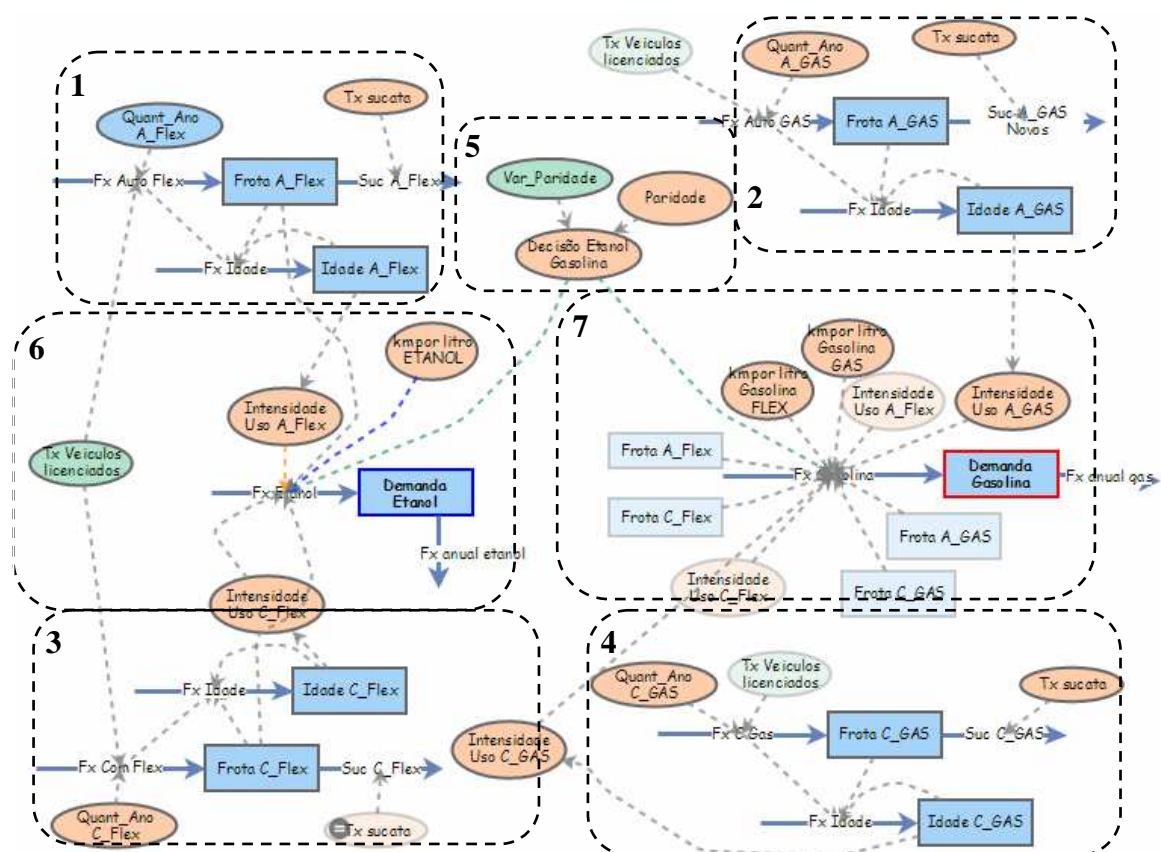 1
Tx sucata
Quant_Ano
A_Flex
Fx Auto Flex
Frota A_Flex
Suc A_Flex
Fx Idade
Idade A_Flex
Tx Veiculos
licenciados
2
Quant_Ano
A_GAS
Tx sucata
Fx Auto GAS
Frota A_GAS
Suc A_GAS
Novos
Fx Idade
Idade A_GAS
5
Var_Paridade
Paridade
Decisão Etanol
Gasolina
6
kmpor litro
ETANOL
Intensidade
Uso A_Flex
Tx Veiculos
licenciados
Fx Etanol
Demanda
Etanol
Fx anual etanol
Intensidade
Uso C_Flex
7
kmpor litro
Gasolina
GAS
kmpor litro
Gasolina
FLEX
Intensidade
Uso A_Flex
Intensidade
Uso A_GAS
Frota A_Flex
Fx Gasolina
Demanda
Gasolina
Fx anual gas
Frota C_Flex
Frota A_GAS
Intensidade
Uso C_Flex
Frota C_GAS
3
Fx Idade
Idade C_Flex
Fx Com Flex
Frota C_Flex
Suc C_Flex
Quant_Ano
C_Flex
Tx sucata
Intensidade
Uso C_GAS
4
Quant_Ano
C_GAS
Tx Veiculos
licenciados
Tx sucata
Fx C Gas
Frota C_GAS
Suc C_GAS
Fx Idade
Idade C_GAS